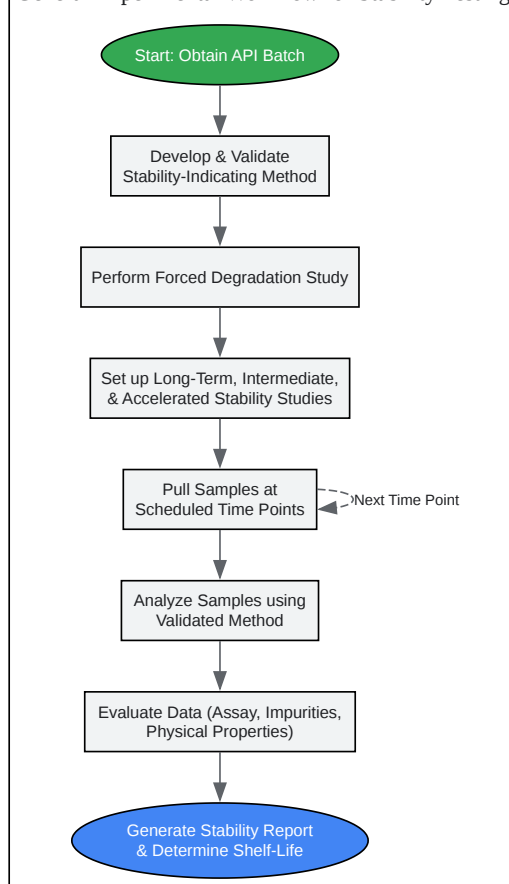 Start: Obtain API Batch
Develop & Validate
Stability-Indicating Method
Perform Forced Degradation Study
Set up Long-Term, Intermediate,
& Accelerated Stability Studies
Pull Samples at
Scheduled Time Points
Next Time Point
Analyze Samples using
Validated Method
Evaluate Data (Assay, Impurities,
Physical Properties)
Generate Stability Report
& Determine Shelf-Life